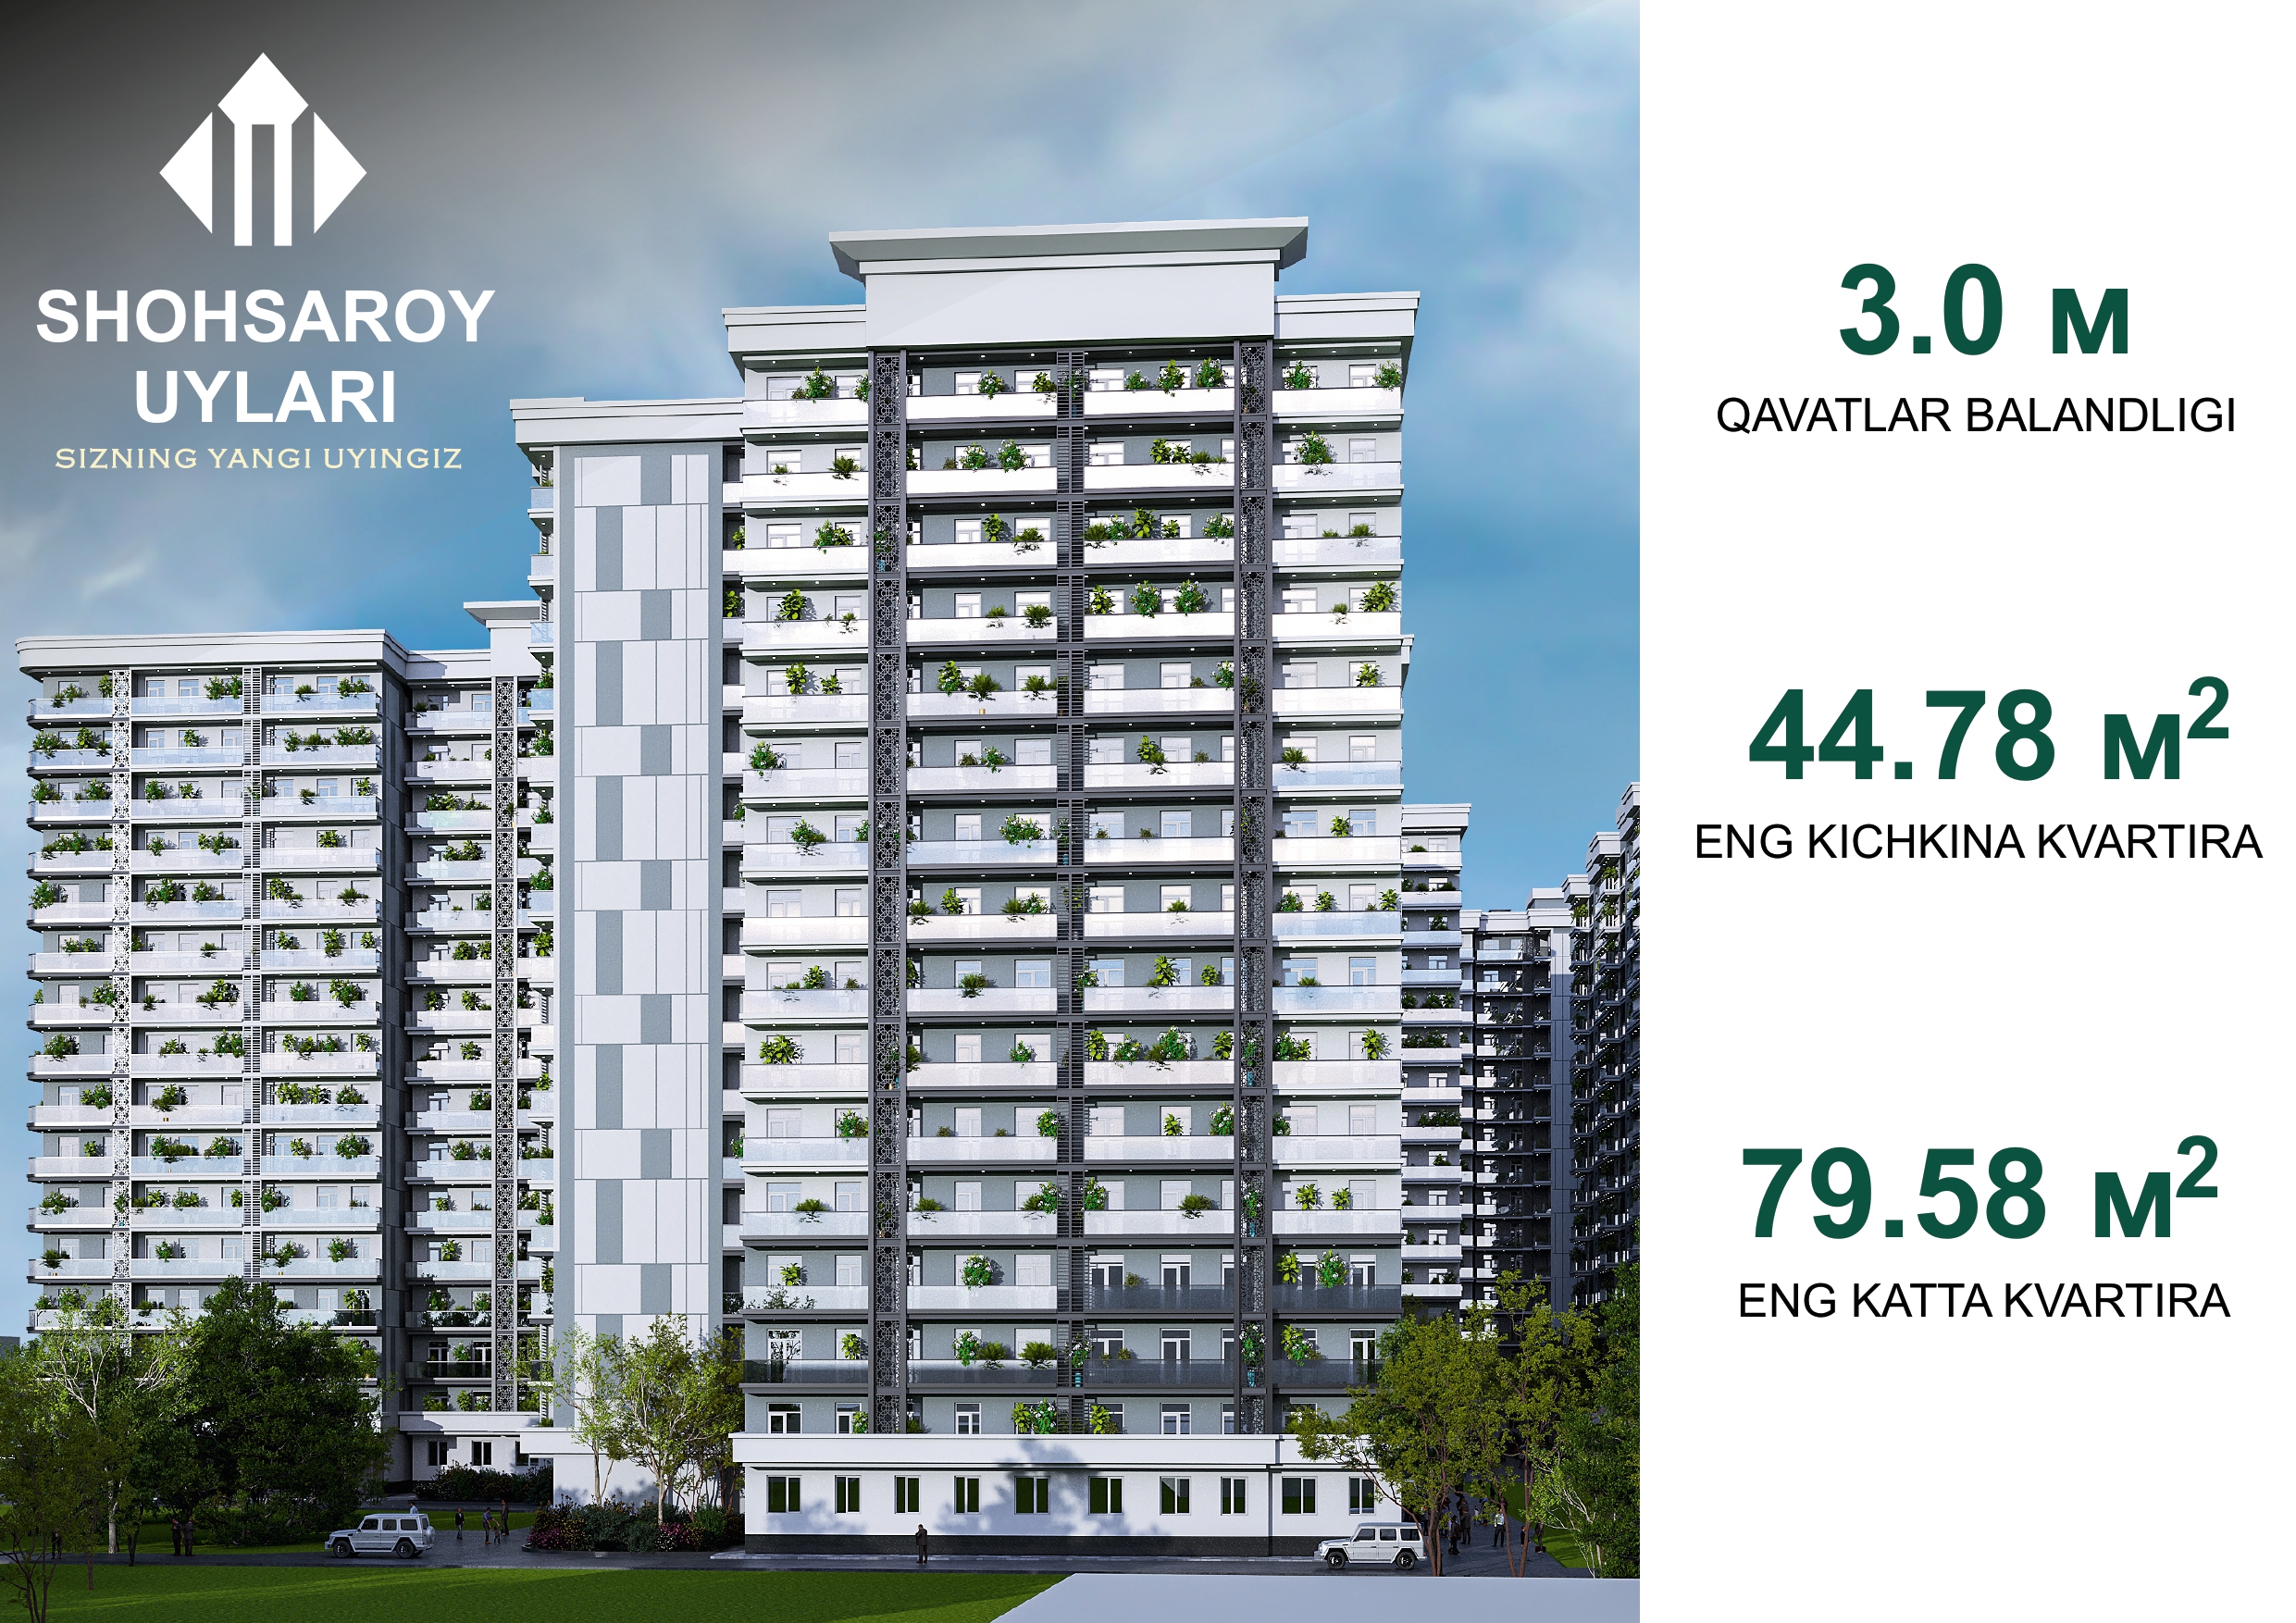 SHOHSAROY
UYLARI
SIZNING YANGI UYINGIZ
3.0 м
QAVATLAR BALANDLIGI
44.78 м²
ENG KICHKINA KVARTIRA
79.58 м²
ENG KATTA KVARTIRA